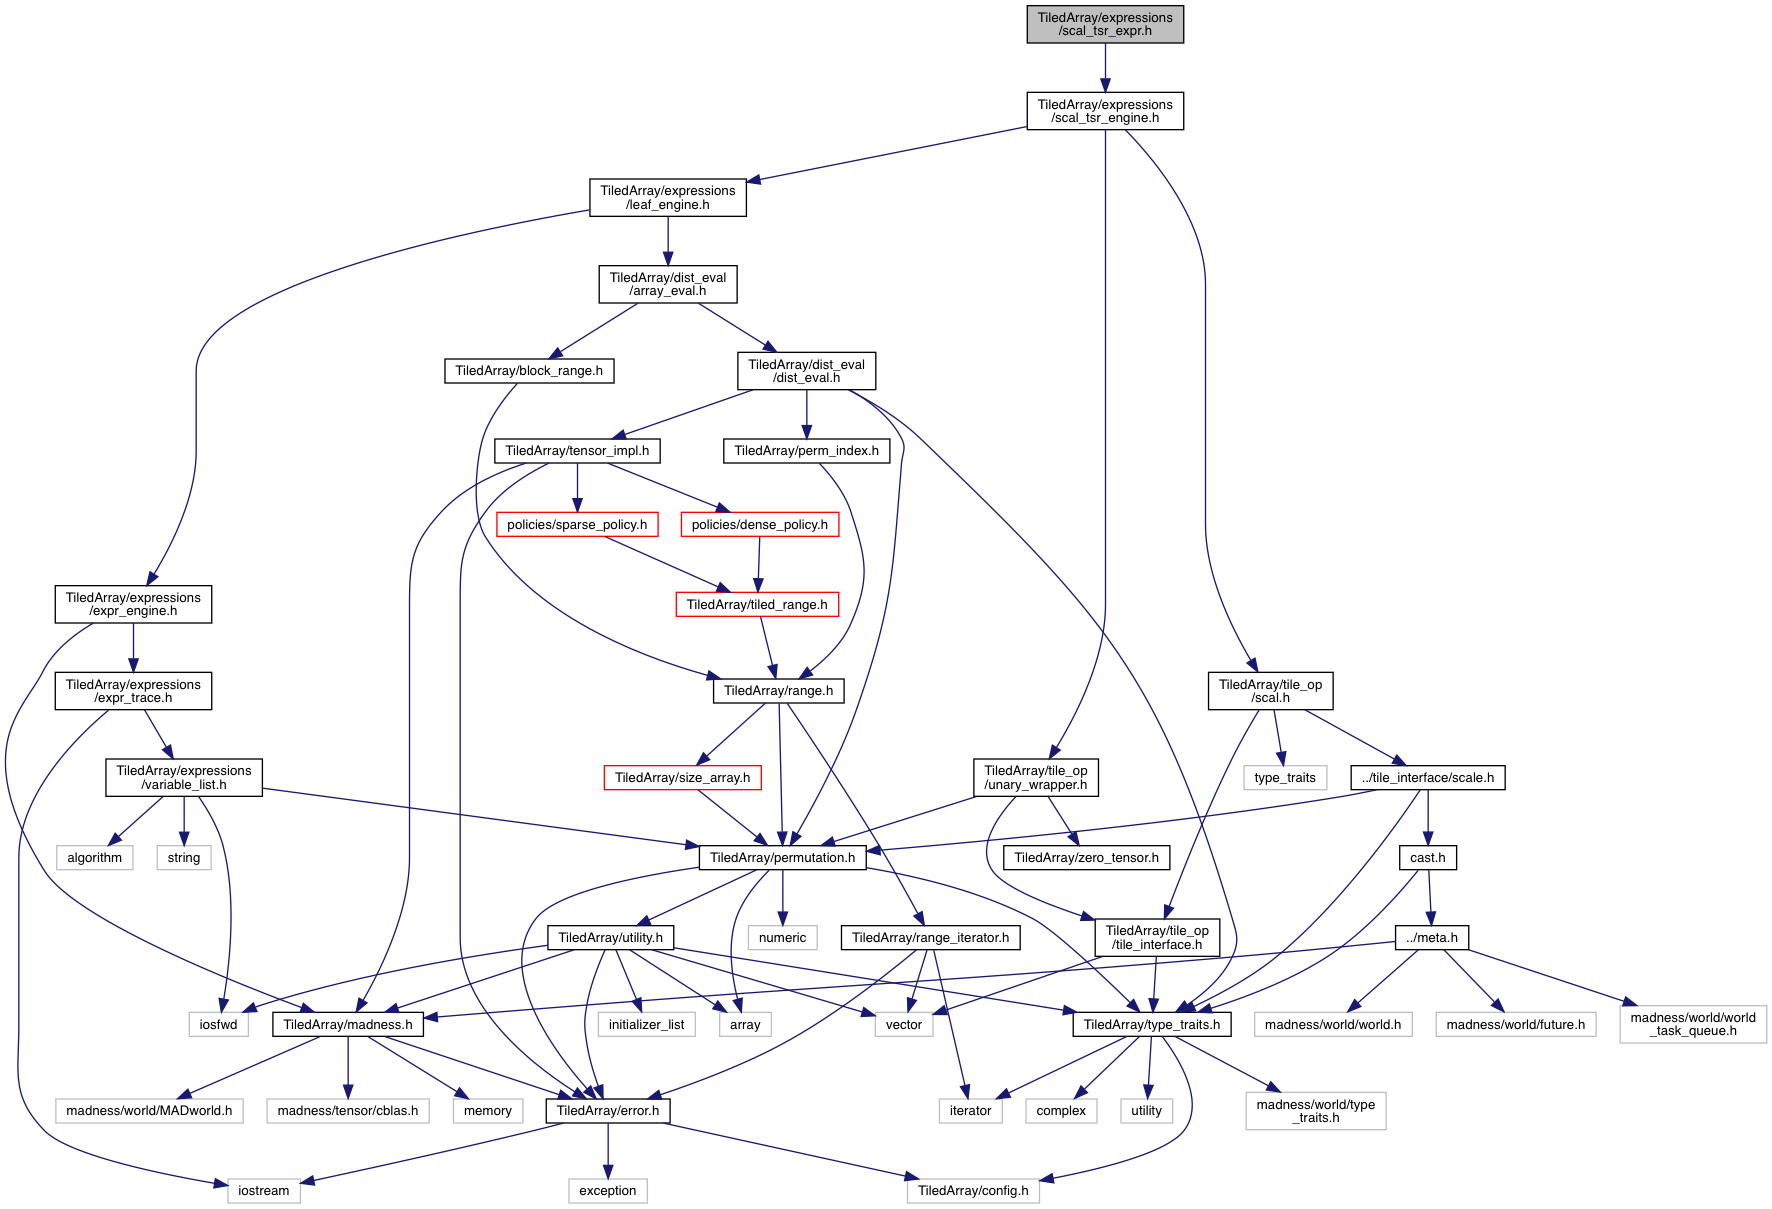 TiledArray/expressions
/scal_tsr_expr.h
TiledArray/expressions
/scal_tsr_engine.h
TiledArray/expressions
/leaf_engine.h
TiledArray/dist_eval
/array_eval.h
TiledArray/block_range.h
TiledArray/dist_eval
/dist_eval.h
TiledArray/tensor_impl.h
TiledArray/perm_index.h
policies/sparse_policy.h
policies/dense_policy.h
TiledArray/expressions
/expr_engine.h
TiledArray/tiled_range.h
TiledArray/expressions
/expr_trace.h
TiledArray/range.h
TiledArray/tile_op
/scal.h
TiledArray/expressions
/variable_list.h
TiledArray/size_array.h
TiledArray/tile_op
/unary_wrapper.h
type_traits
../tile_interface/scale.h
algorithm
string
TiledArray/permutation.h
TiledArray/zero_tensor.h
cast.h
TiledArray/utility.h
numeric
TiledArray/range_iterator.h
TiledArray/tile_op
/tile_interface.h
../meta.h
iosfwd
TiledArray/madness.h
initializer_list
array
vector
TiledArray/type_traits.h
madness/world/world.h
madness/world/future.h
madness/world/world
_task_queue.h
madness/world/MADworld.h
madness/tensor/cblas.h
memory
TiledArray/error.h
iterator
complex
utility
madness/world/type
_traits.h
iostream
exception
TiledArray/config.h